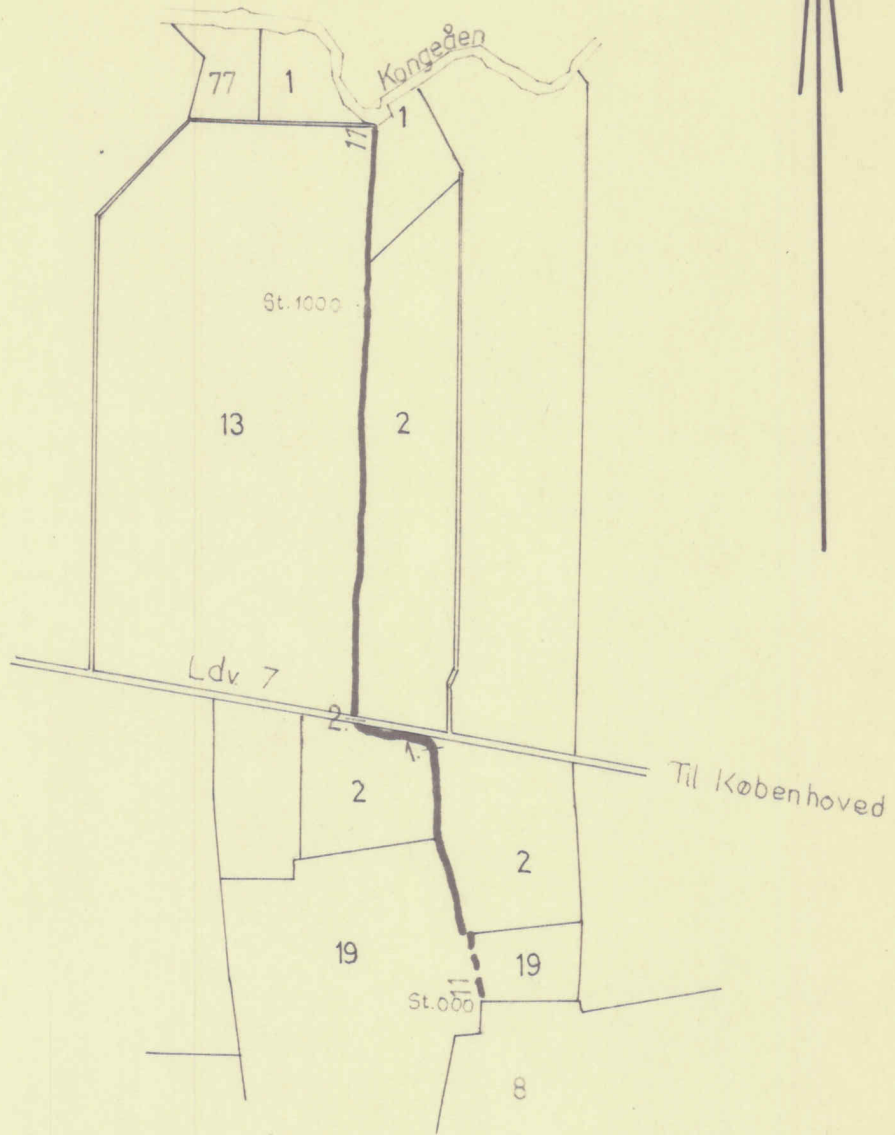 Kongeåen
77
1
1
11
St. 1000
13
2
Ldv. 7
2.
1.
Til Københoved
2
2
19
19
11
St. 000
8